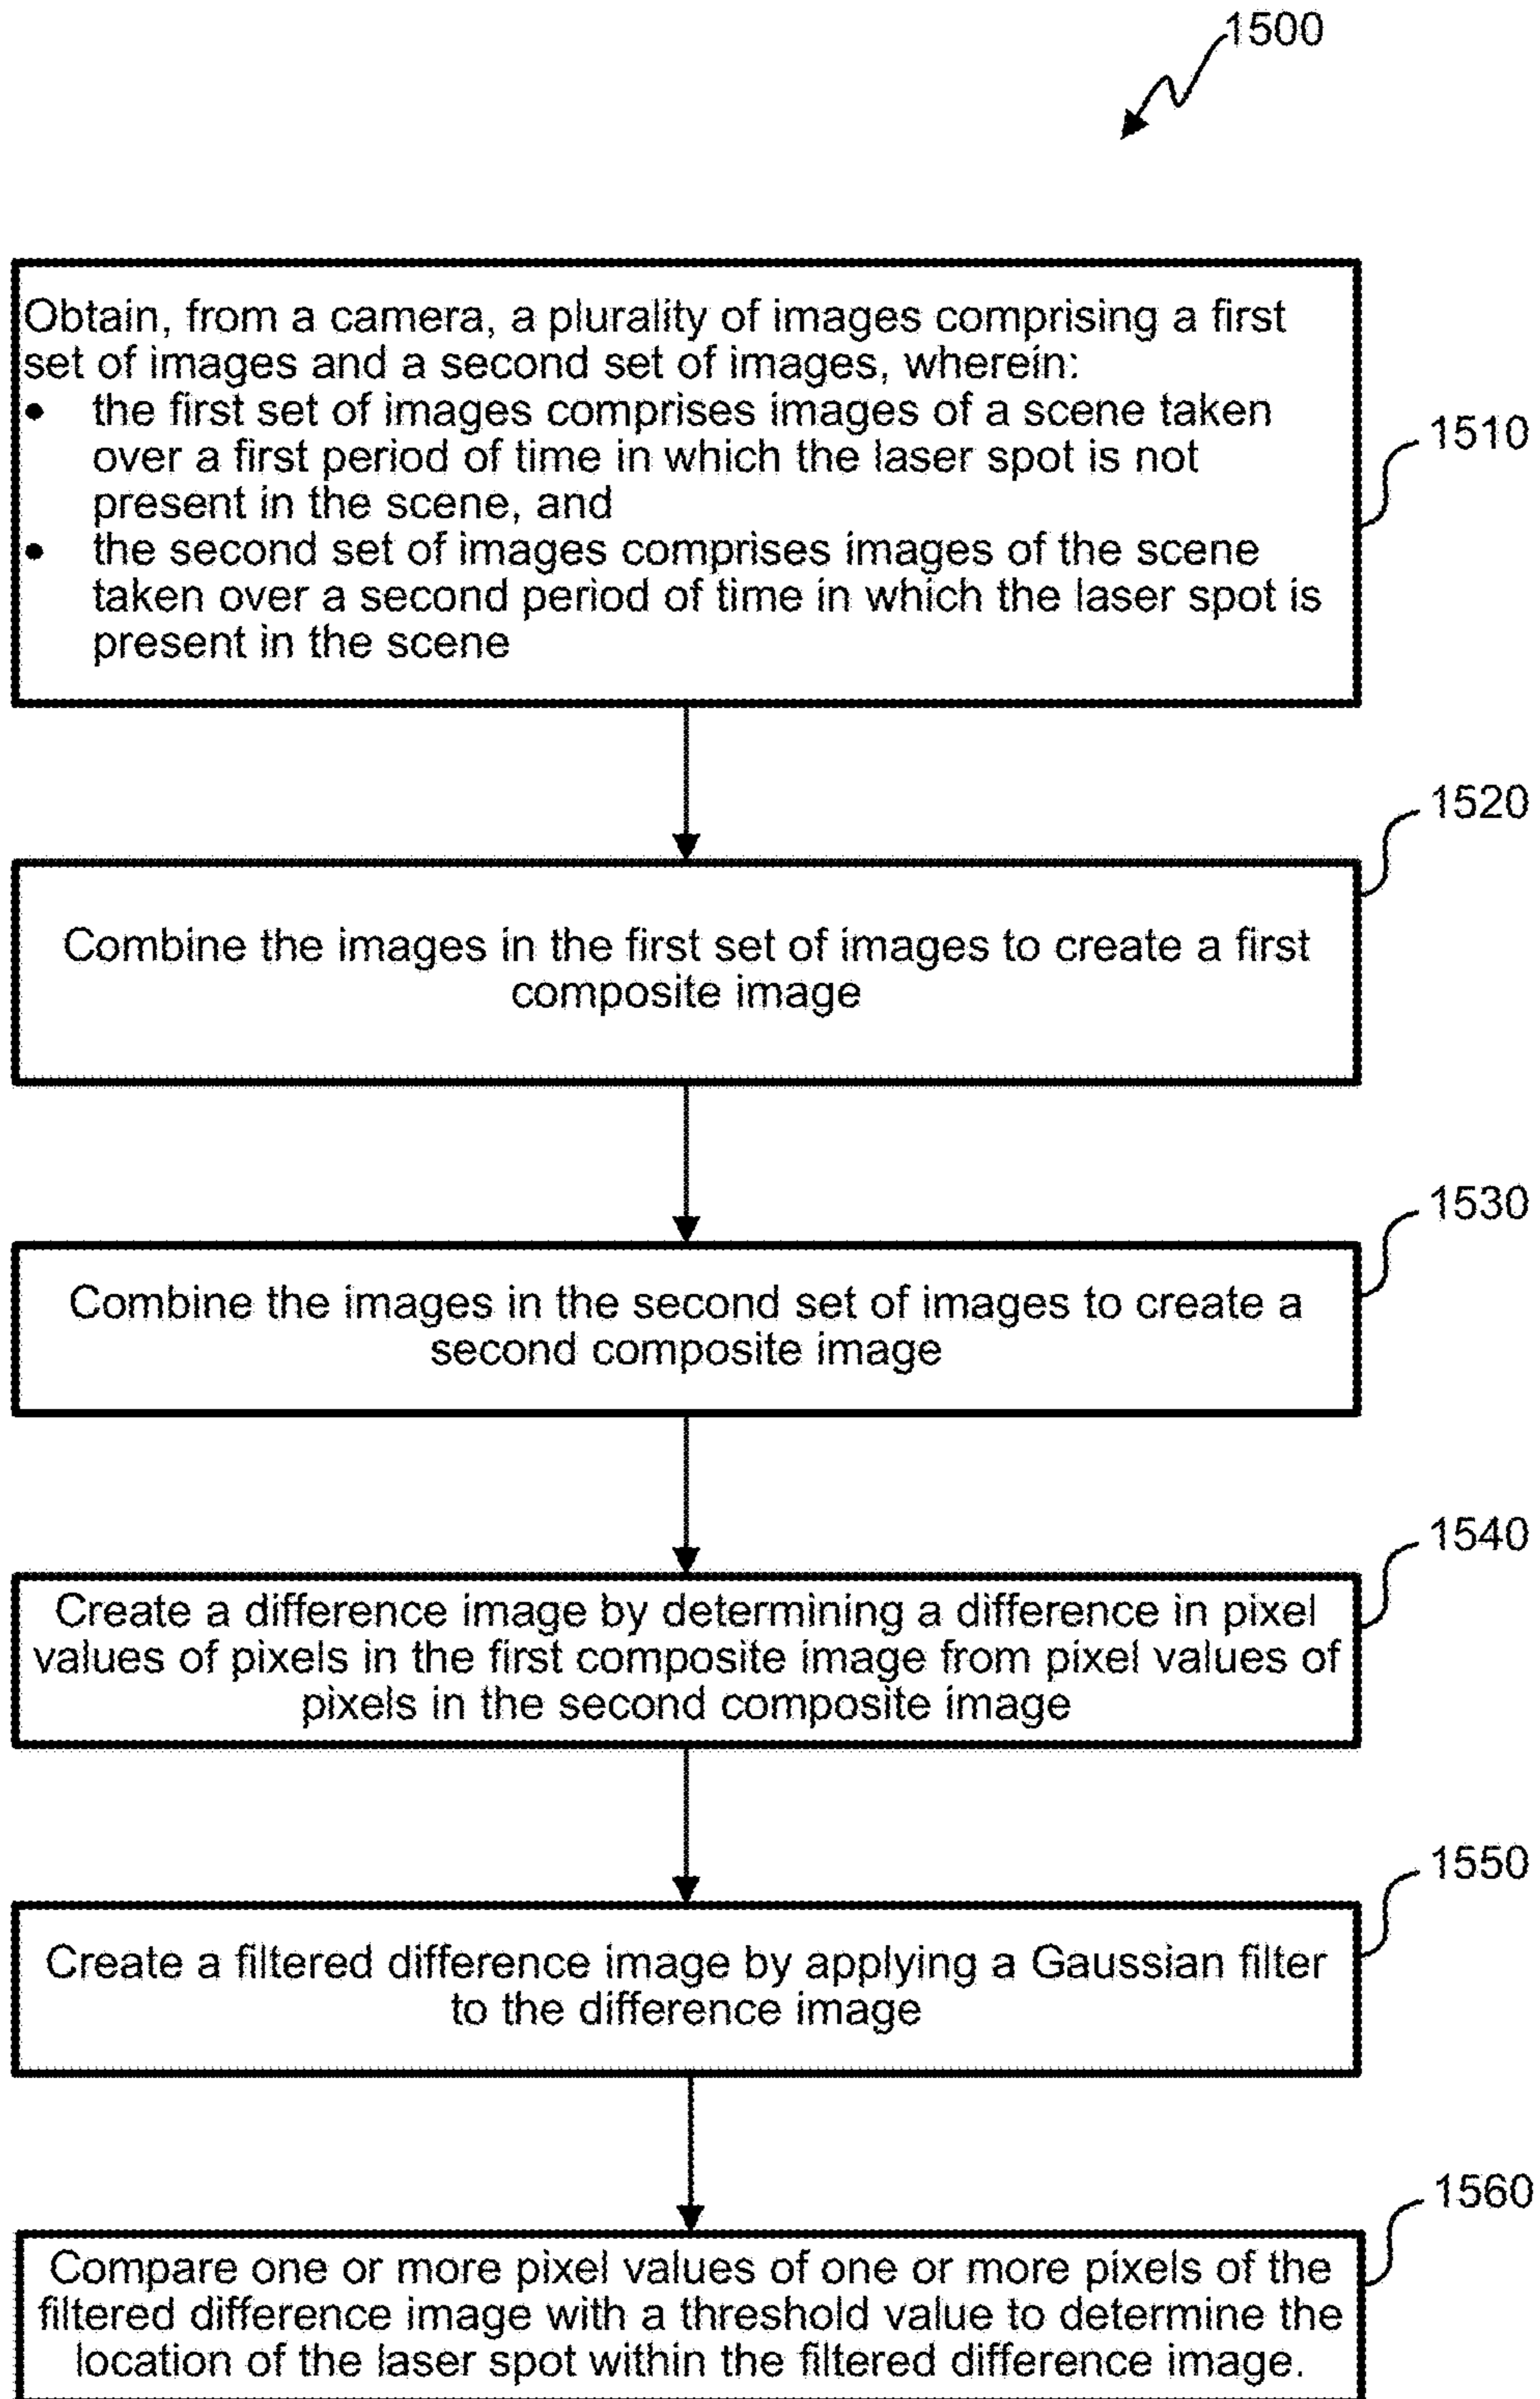 1500
Obtain, from a camera, a plurality of images comprising a first
set of images and a second set of images, wherein:
• the first set of images comprises images of a scene taken
over a first period of time in which the laser spot is not
present in the scene, and
• the second set of images comprises images of the scene
taken over a second period of time in which the laser spot is
present in the scene
1510
1520
Combine the images in the first set of images to create a first
composite image
1530
Combine the images in the second set of images to create a
second composite image
1540
Create a difference image by determining a difference in pixel
values of pixels in the first composite image from pixel values of
pixels in the second composite image
1550
Create a filtered difference image by applying a Gaussian filter
to the difference image
1560
Compare one or more pixel values of one or more pixels of the
filtered difference image with a threshold value to determine the
location of the laser spot within the filtered difference image.